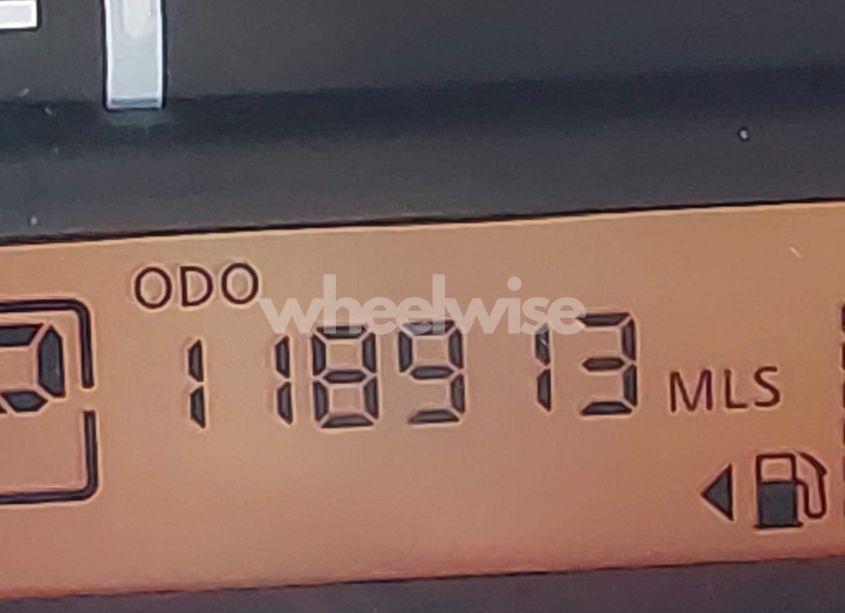 ODO
wheelwise
118913 MLS